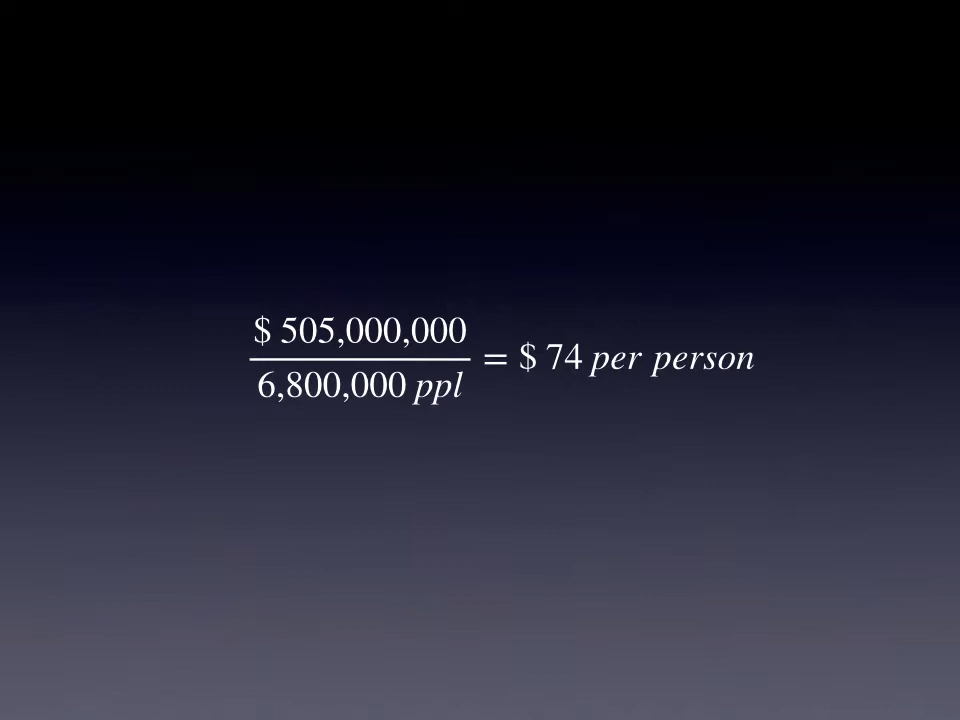 $ 505,000,000
6,800,000 ppl
= $ 74 per person